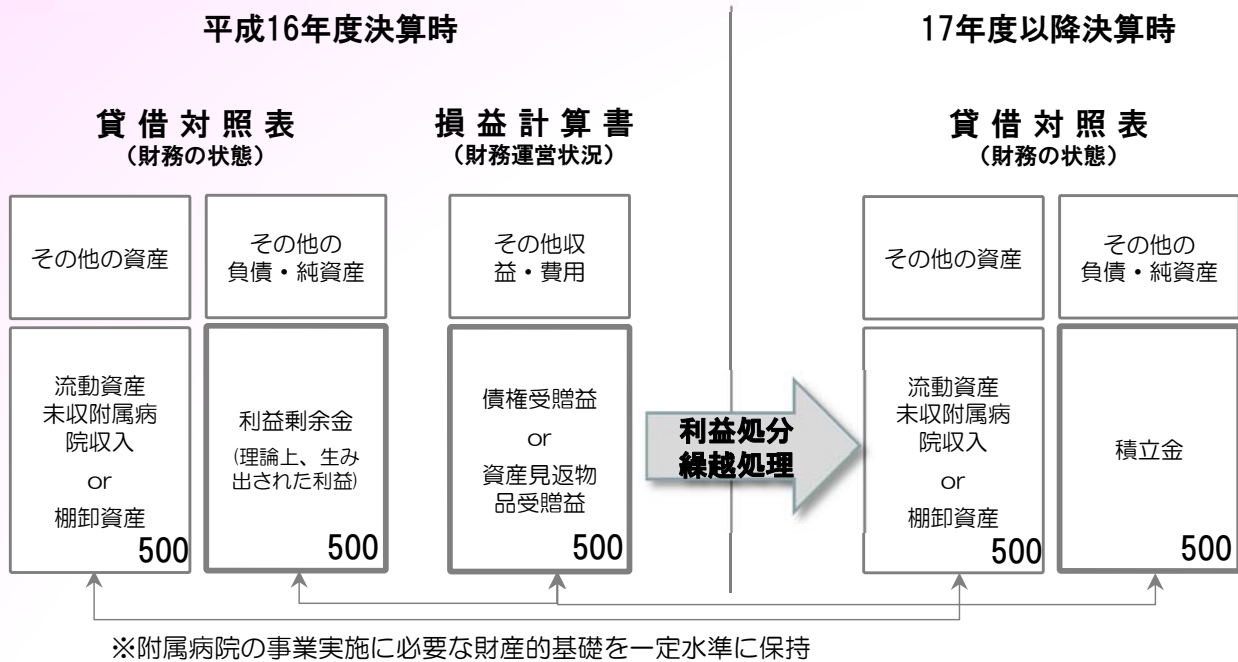 平成16年度決算時
17年度以降決算時
貸借対照表
(財務の状態)
損益計算書
(財務運営状況)
貸借対照表
(財務の状態)
その他の資産
その他の
負債・純資産
その他収
益・費用
その他の資産
その他の
負債・純資産
流動資産
未収附属病
院収入
or
棚卸資産
500
利益剰余金
(理論上、生み
出された利益)
500
債権受贈益
or
資産見返物
品受贈益
500
利益処分
繰越処理
流動資産
未収附属病
院収入
or
棚卸資産
500
積立金
500
※附属病院の事業実施に必要な財産的基礎を一定水準に保持